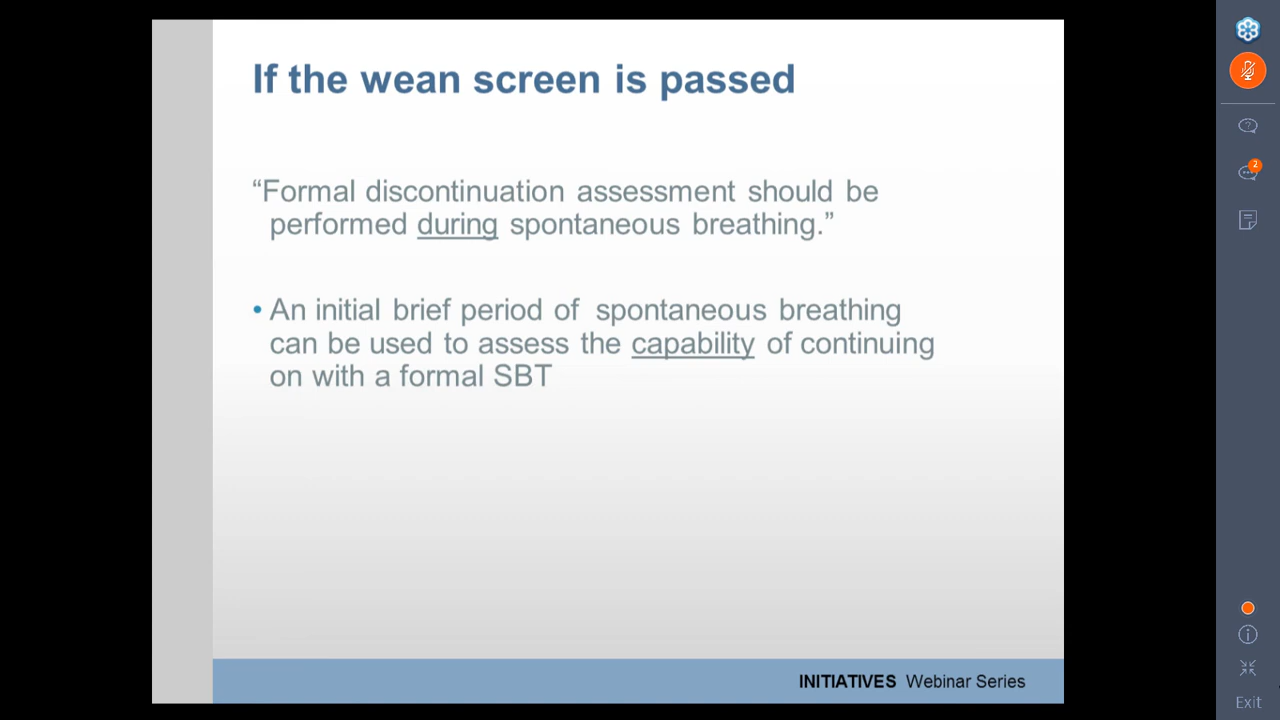 If the wean screen is passed
“Formal discontinuation assessment should be
performed during spontaneous breathing.”
• An initial brief period of spontaneous breathing
can be used to assess the capability of continuing
on with a formal SBT
INITIATIVES Webinar Series
2
Exit